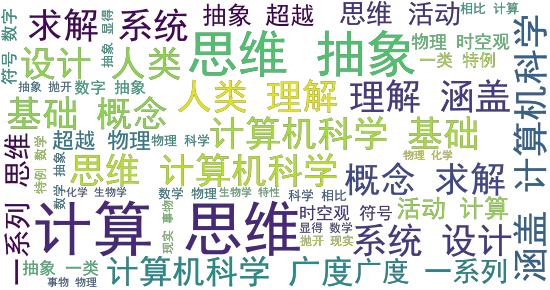 求解 系统
抽象 超越
思维 活动
相比 计算
抽象 显得
符号 数字
设计 人类
思维 抽象
物理 时空观
一类 特例
抽象 抛开
数字 抽象
人类 理解
理解 涵盖
基础 概念
计算机科学 基础
超越 物理
物理 科学
思维 计算机科学
物理 化学
概念 求解
特例 数学
数学 抽象
化学 生物学
数学 物理
生物学 特性
科学 相比
一系列 思维
计算 思维
现实 事物
时空观 符号
活动 计算
显得 数学
抛开 现实
系统 设计
抽象 一类
事物 物理
计算机科学 广度
广度 一系列
涵盖 计算机科学